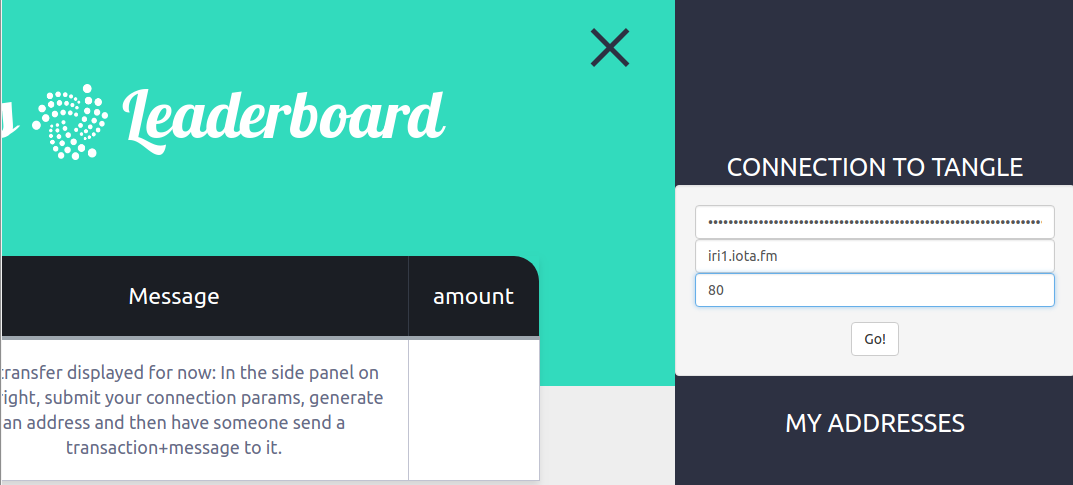 s Leaderboard
CONNECTION TO TANGLE
iri1.iota.fm
80
Go!
Message
amount
transfer displayed for now: In the side panel on
right, submit your connection params, generate
an address and then have someone send a
transaction+message to it.
MY ADDRESSES